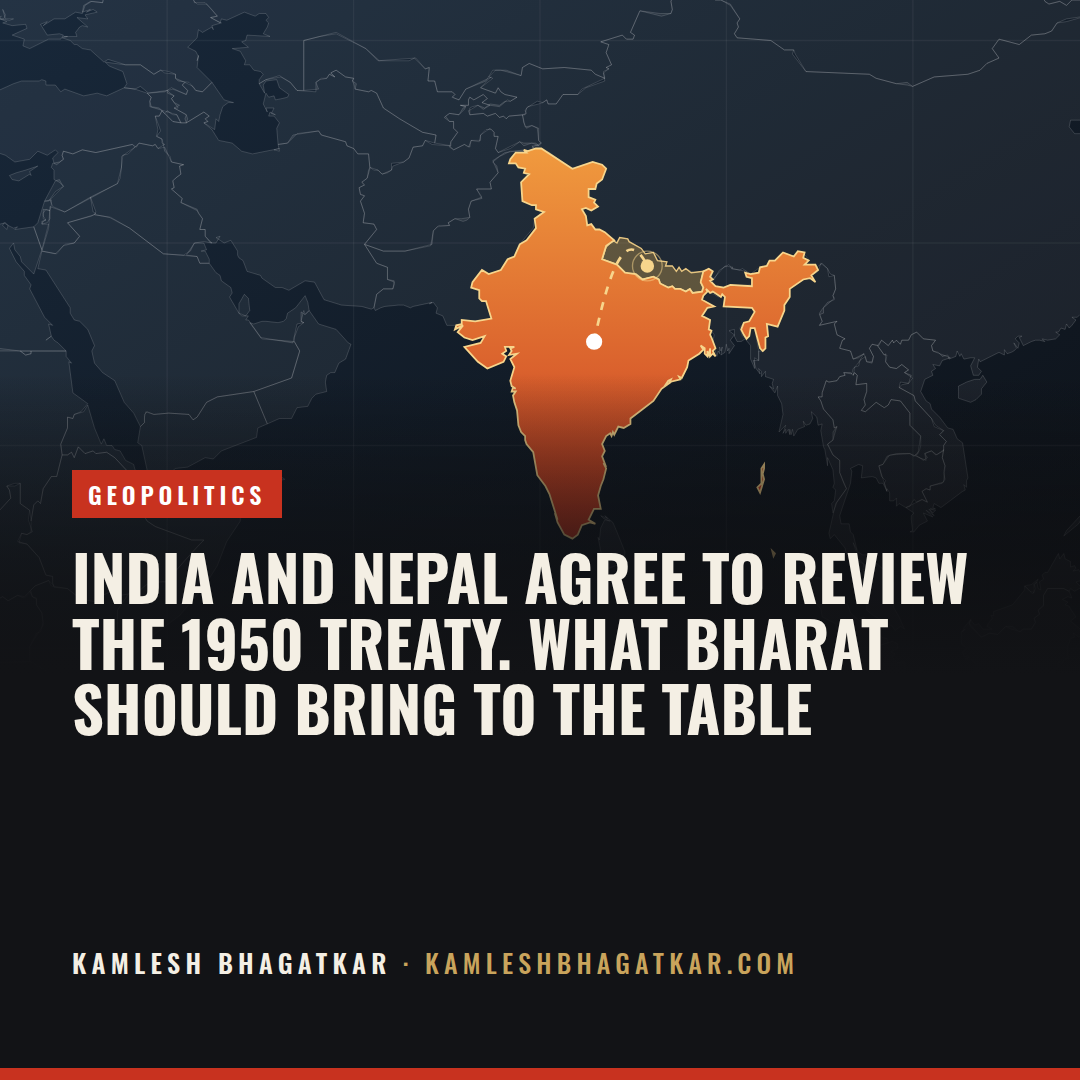 GEOPOLITICS
INDIA AND NEPAL AGREE TO REVIEW
THE 1950 TREATY. WHAT BHARAT
SHOULD BRING TO THE TABLE
KAMLESH BHAGATKAR · KAMLESHBHAGATKAR.COM